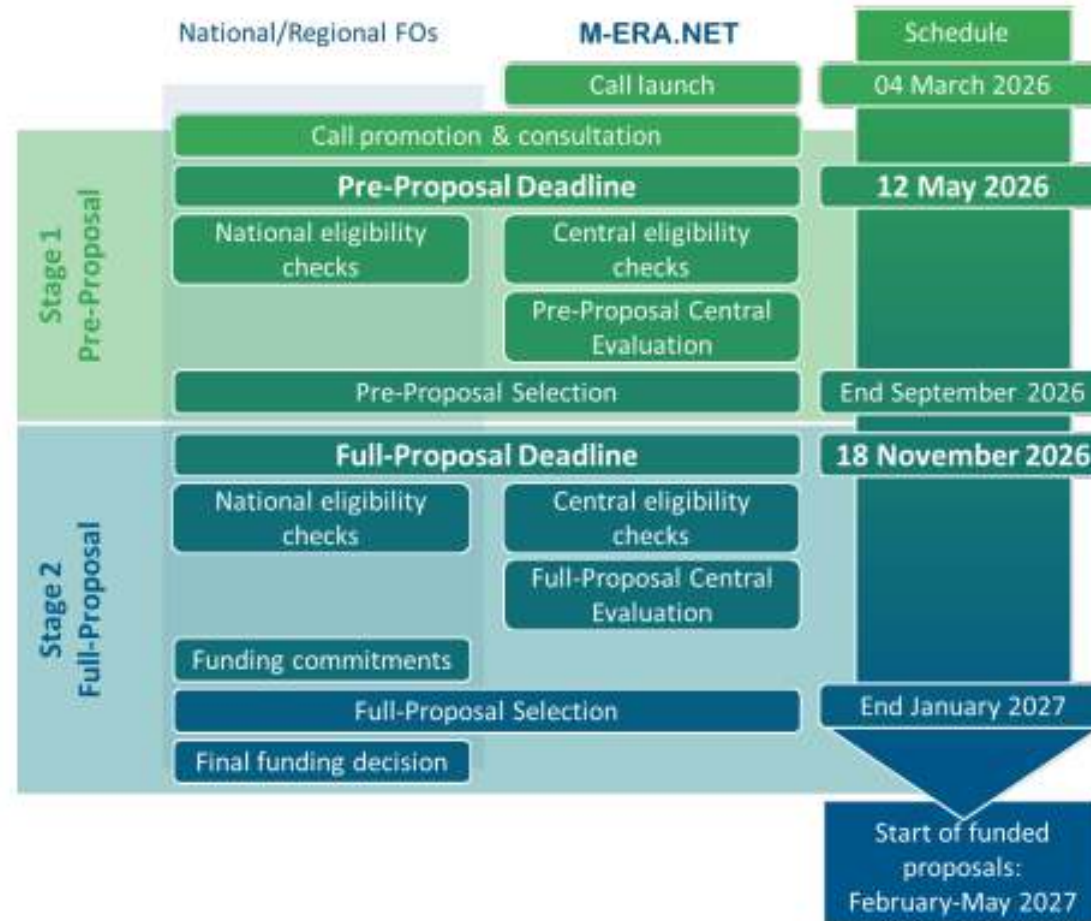 National/Regional FOs
M-ERA.NET
Schedule
Call launch
04 March 2026
Call promotion & consultation
Stage 1
Pre-Proposal
Pre-Proposal Deadline
12 May 2026
National eligibility
checks
Central eligibility
checks
Pre-Proposal Central
Evaluation
Pre-Proposal Selection
End September 2026
Stage 2
Full-Proposal
Full-Proposal Deadline
18 November 2026
National eligibility
checks
Central eligibility
checks
Full-Proposal Central
Evaluation
Funding commitments
Full-Proposal Selection
End January 2027
Final funding decision
Start of funded
proposals:
February-May 2027